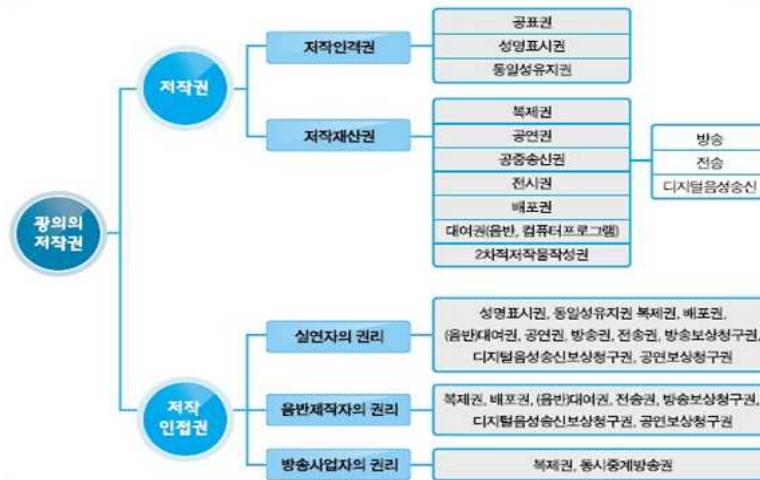 광의의
저작권
저작권
저작인격권
공표권
성명표시권
동일성유지권
저작재산권
복제권
공연권
공중송신권
전시권
배포권
대여권(음반, 컴퓨터프로그램)
2차적저작물작성권
방송
전송
디지털음성송신
저작
인접권
실연자의 권리
성명표시권, 동일성유지권 복제권, 배포권,
(음반)대여권, 공연권, 방송권, 전송권, 방송보상청구권,
디지털음성송신보상청구권, 공연보상청구권
음반제작자의 권리
복제권, 배포권, (음반)대여권, 전송권, 방송보상청구권,
디지털음성송신보상청구권, 공연보상청구권
방송사업자의 권리
복제권, 동시중계방송권